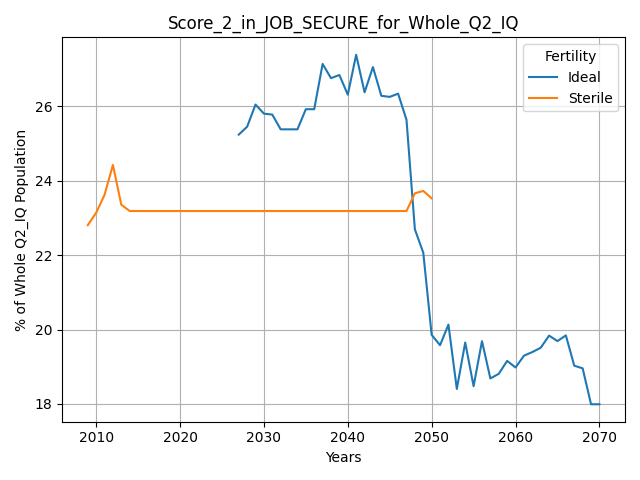 Score_2_in_JOB_SECURE_for_Whole_Q2_IQ
Fertility
Ideal
Sterile
% of Whole Q2_IQ Population
26
24
22
20
18
2010 2020 2030 2040 2050 2060 2070
Years